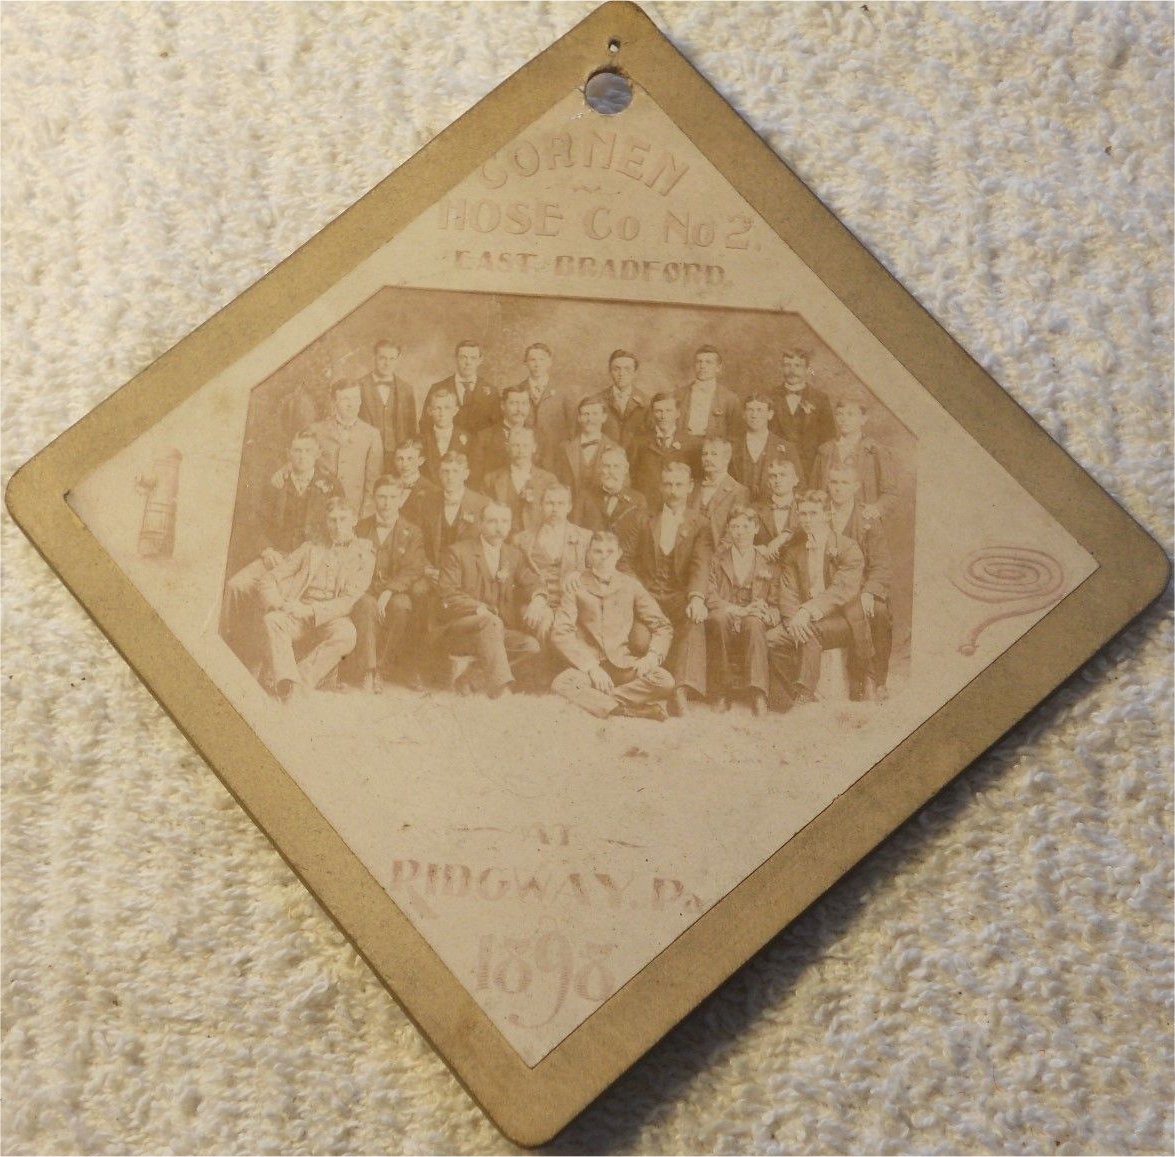 CORNEN
HOSE Co No 2.
EAST BRADFORD.
AT
RIDGWAY. Pa
1898